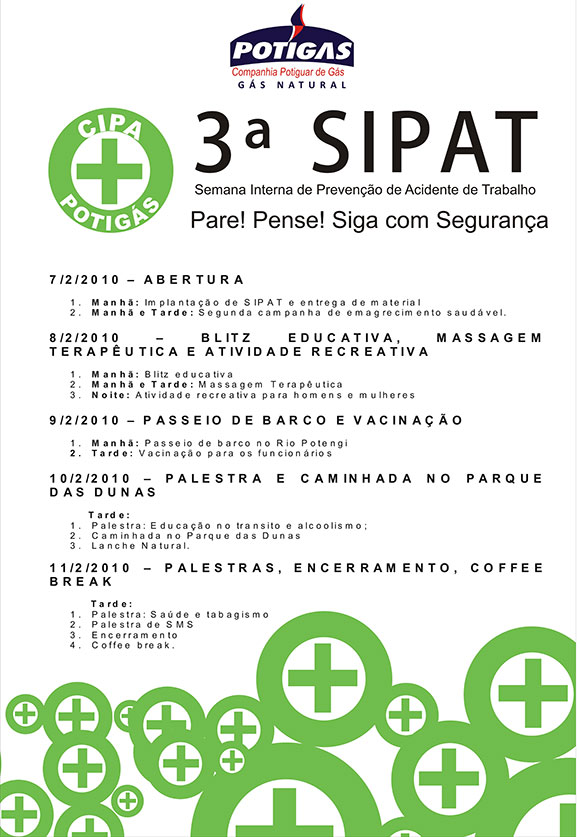 POTIGAS
Companhia Potiguar de Gás
GÁS NATURAL
CIPA
POTIGÁS
3ª SIPAT
Semana Interna de Prevenção de Acidente de Trabalho
Pare! Pense! Siga com Segurança
7/2/2010 – ABERTURA
1. Manhã: Implantação de SIPAT e entrega de material
2. Manhã e Tarde: Segunda campanha de emagrecimento saudável.
8/2/2010 – BLITZ EDUCATIVA, MASSAGEM
TERAPÊUTICA E ATIVIDADE RECREATIVA
1. Manhã: Blitz educativa
2. Manhã e Tarde: Massagem Terapêutica
3. Noite: Atividade recreativa para homens e mulheres
9/2/2010 – PASSEIO DE BARCO E VACINAÇÃO
1. Manhã: Passeio de barco no Rio Potengi
2. Tarde: Vacinação para os funcionários
10/2/2010 – PALESTRA E CAMINHADA NO PARQUE
DAS DUNAS
Tarde:
1. Palestra: Educação no transito e alcoolismo;
2. Caminhada no Parque das Dunas
3. Lanche Natural.
11/2/2010 – PALESTRAS, ENCERRAMENTO, COFFEE
BREAK
Tarde:
1. Palestra: Saúde e tabagismo
2. Palestra de SMS
3. Encerramento
4. Coffee break.